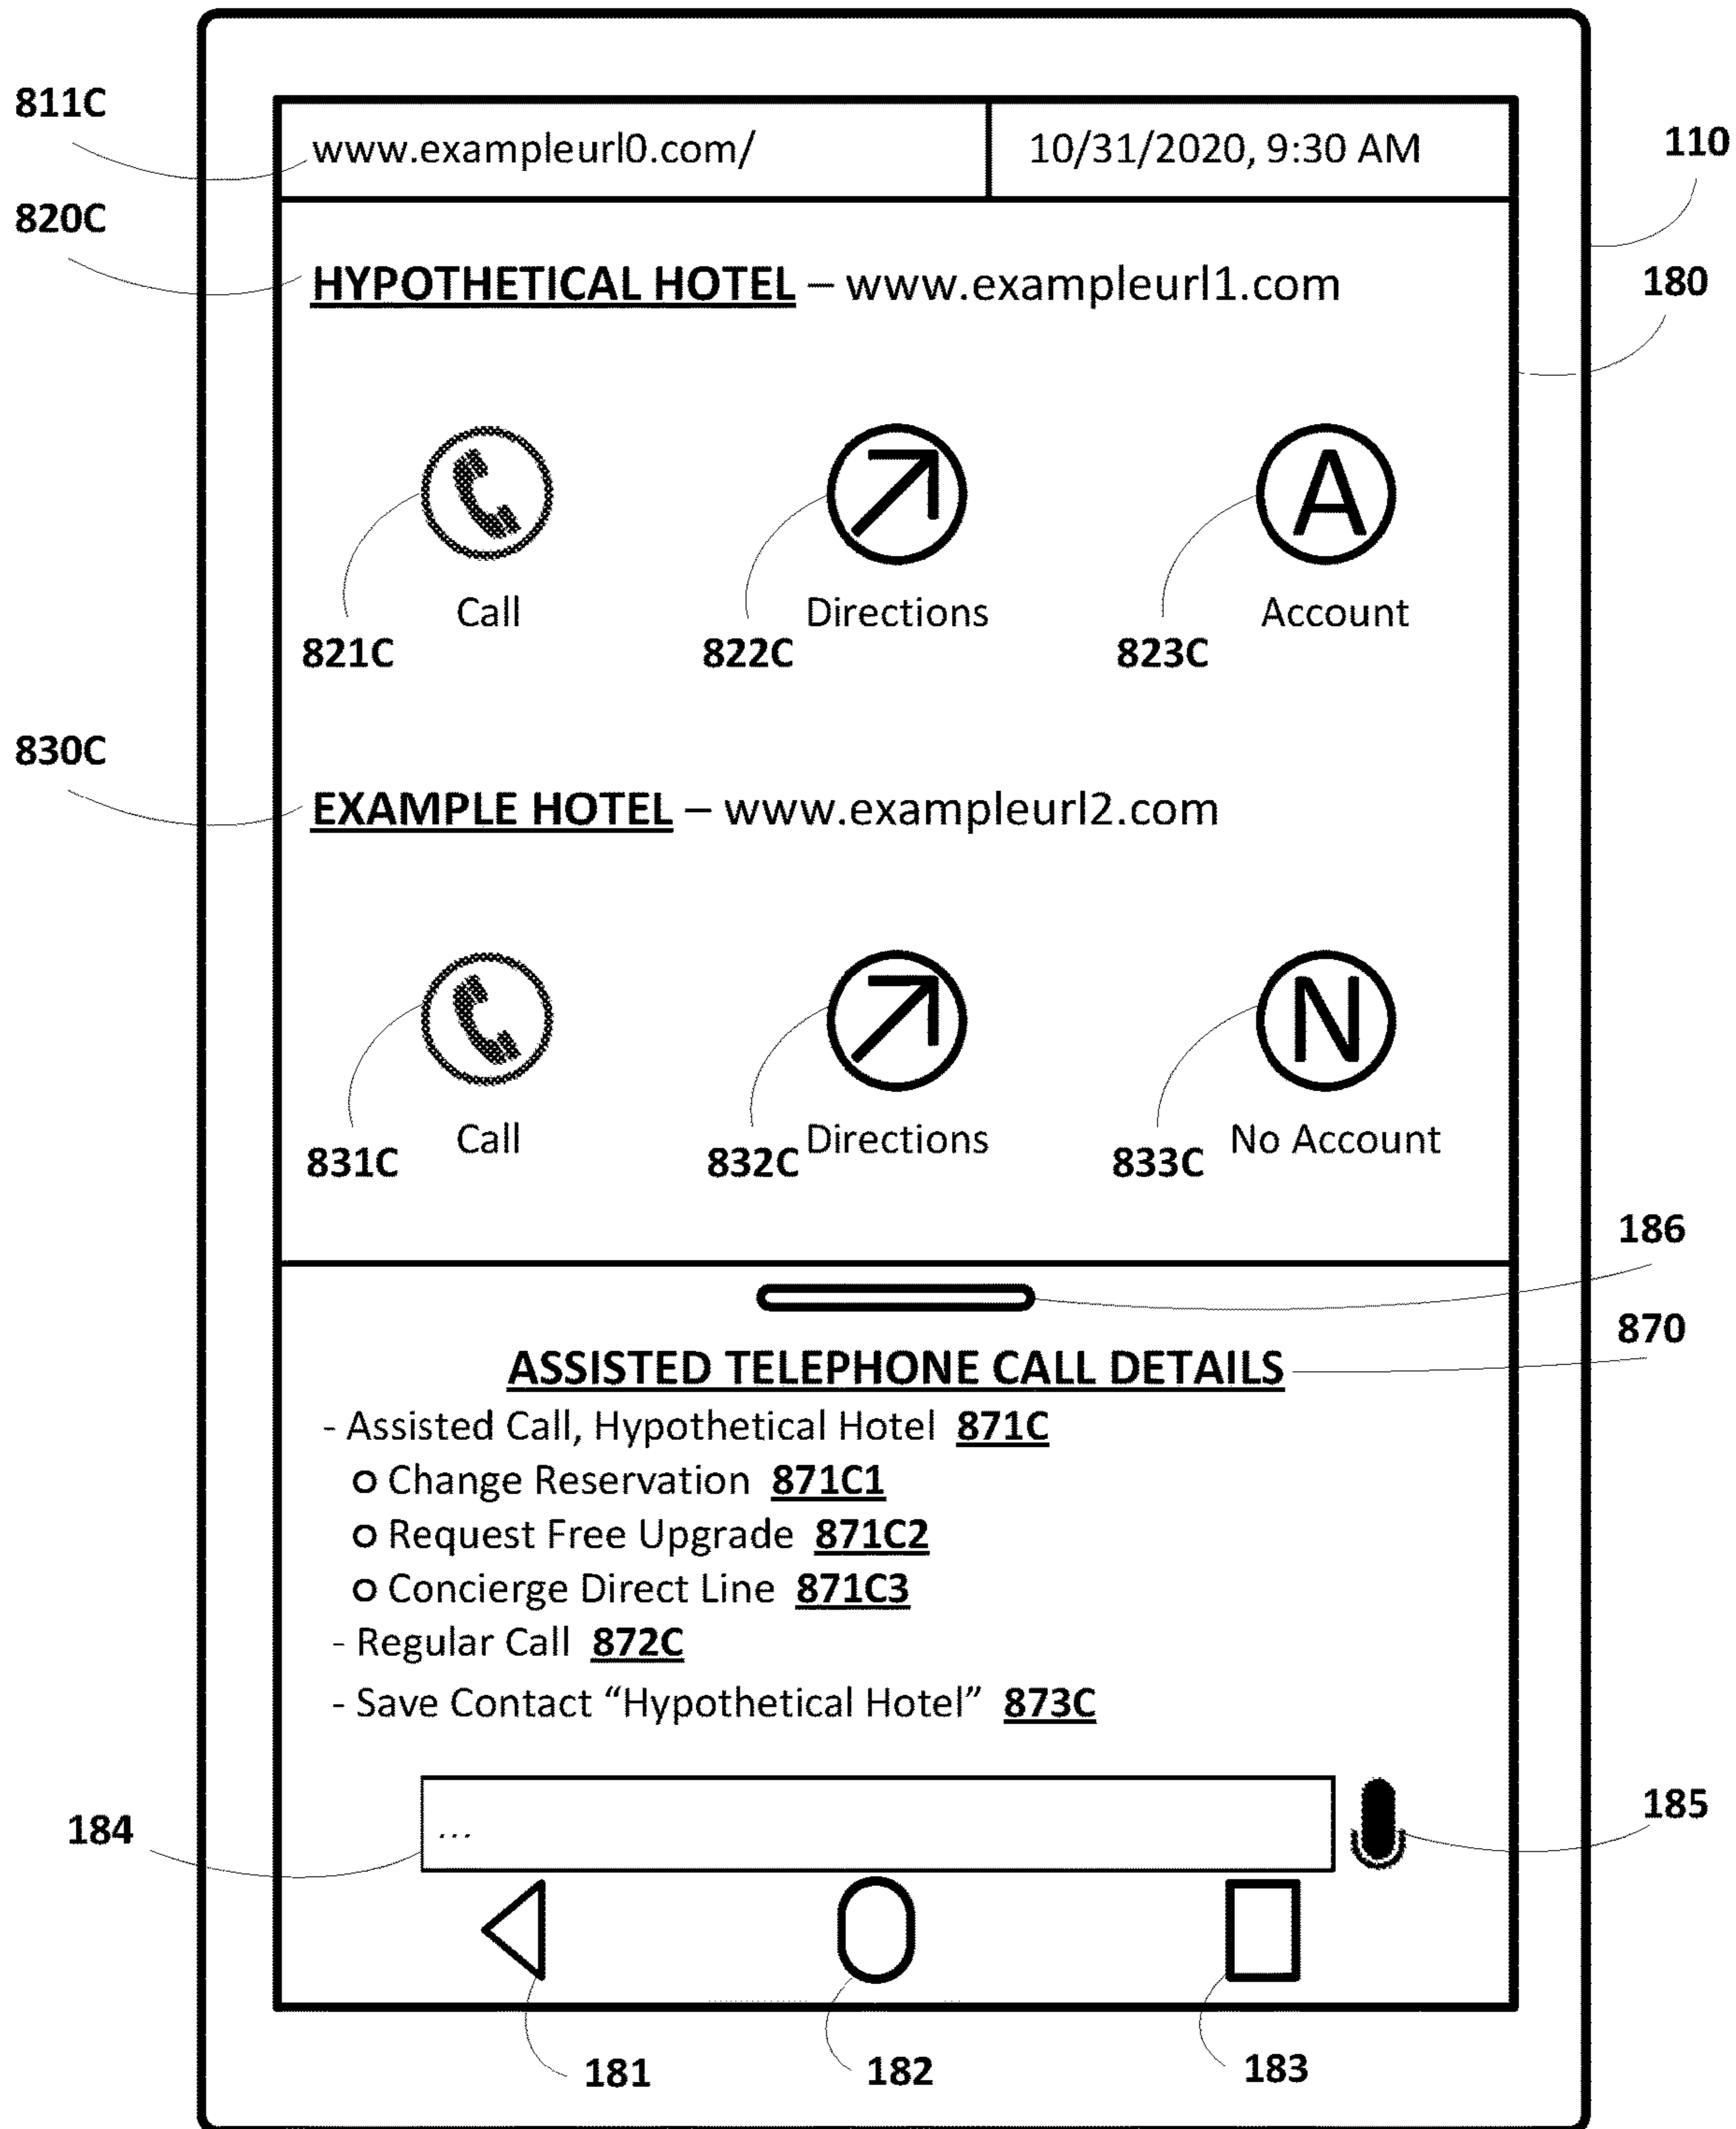 811C
www.exampleurl0.com/
10/31/2020, 9:30 AM
110
820C
HYPOTHETICAL HOTEL – www.exampleurl1.com
180
A
Call
Directions
Account
821C
822C
823C
830C
EXAMPLE HOTEL – www.exampleurl2.com
N
Call
Directions
No Account
831C
832C
833C
186
870
ASSISTED TELEPHONE CALL DETAILS
- Assisted Call, Hypothetical Hotel 871C
o Change Reservation 871C1
o Request Free Upgrade 871C2
o Concierge Direct Line 871C3
- Regular Call 872C
- Save Contact “Hypothetical Hotel” 873C
184
...
185
181
182
183